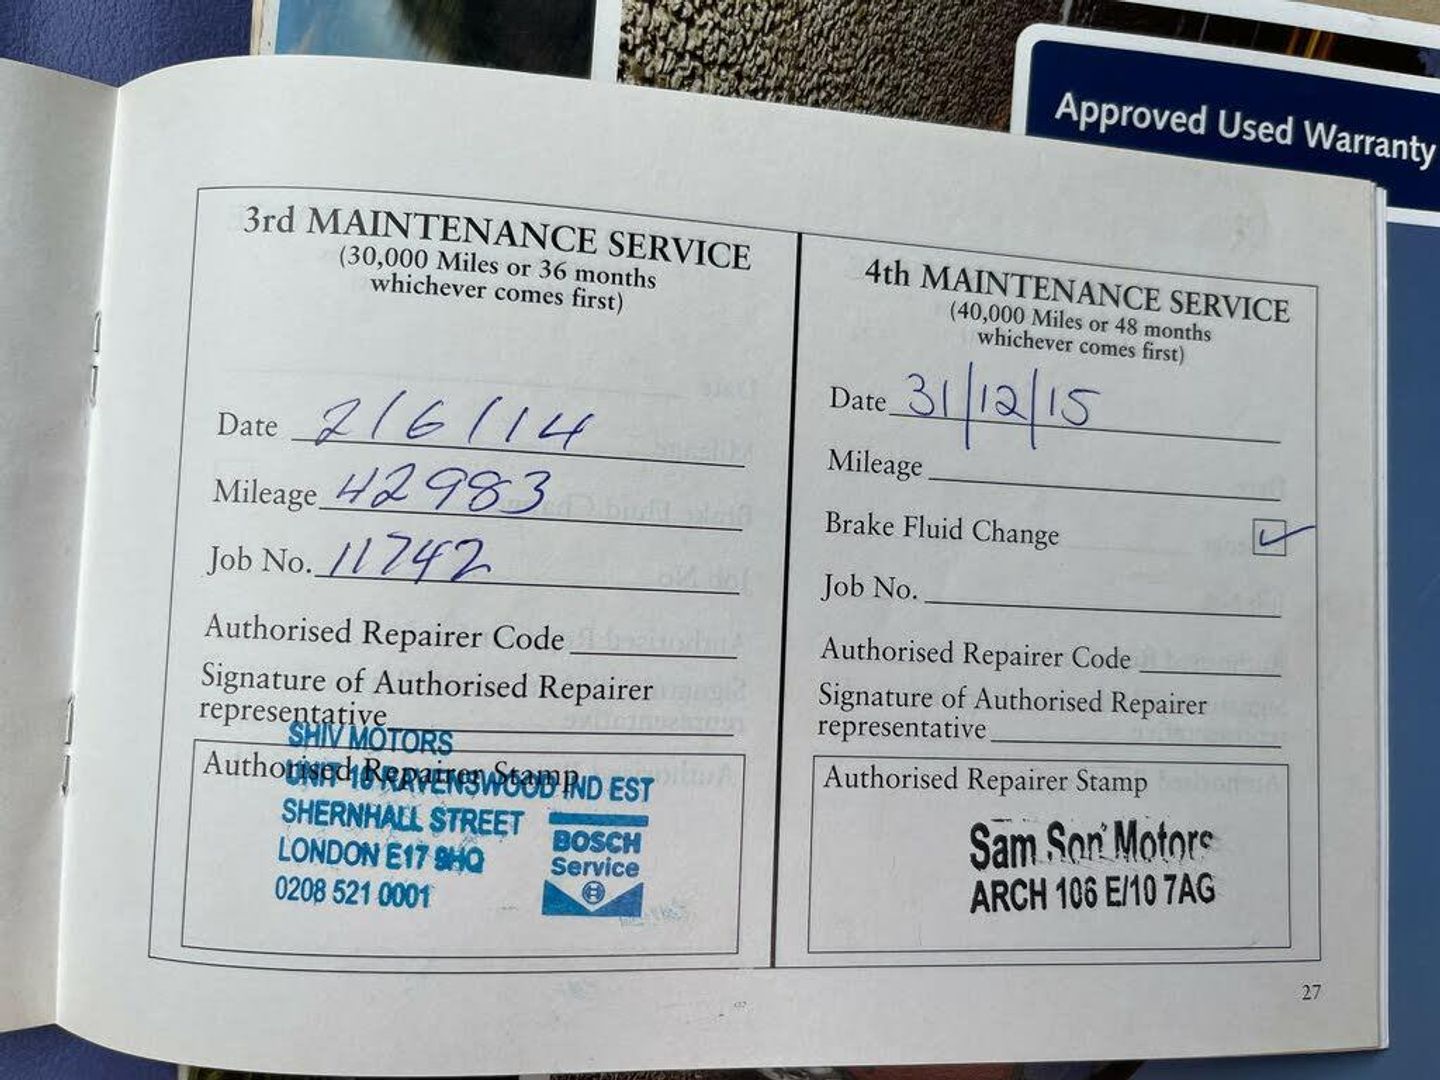 Approved Used Warranty
3rd MAINTENANCE SERVICE
(30,000 Miles or 36 months
whichever comes first)
Date 2/6/14
Mileage 42983
Job No. 11742
Authorised Repairer Code
Signature of Authorised Repairer
representative
Authorised Repairer Stamp
SHIV MOTORS
UNIT 10 RAVENSWOOD IND EST
SHERNHALL STREET
LONDON E17 9HQ
0208 521 0001
BOSCH
Service
4th MAINTENANCE SERVICE
(40,000 Miles or 48 months
whichever comes first)
Date 31/12/15
Mileage
Brake Fluid Change
Job No.
Authorised Repairer Code
Signature of Authorised Repairer
representative
Authorised Repairer Stamp
Sam Son' Motors
ARCH 106 E/10 7AG
27